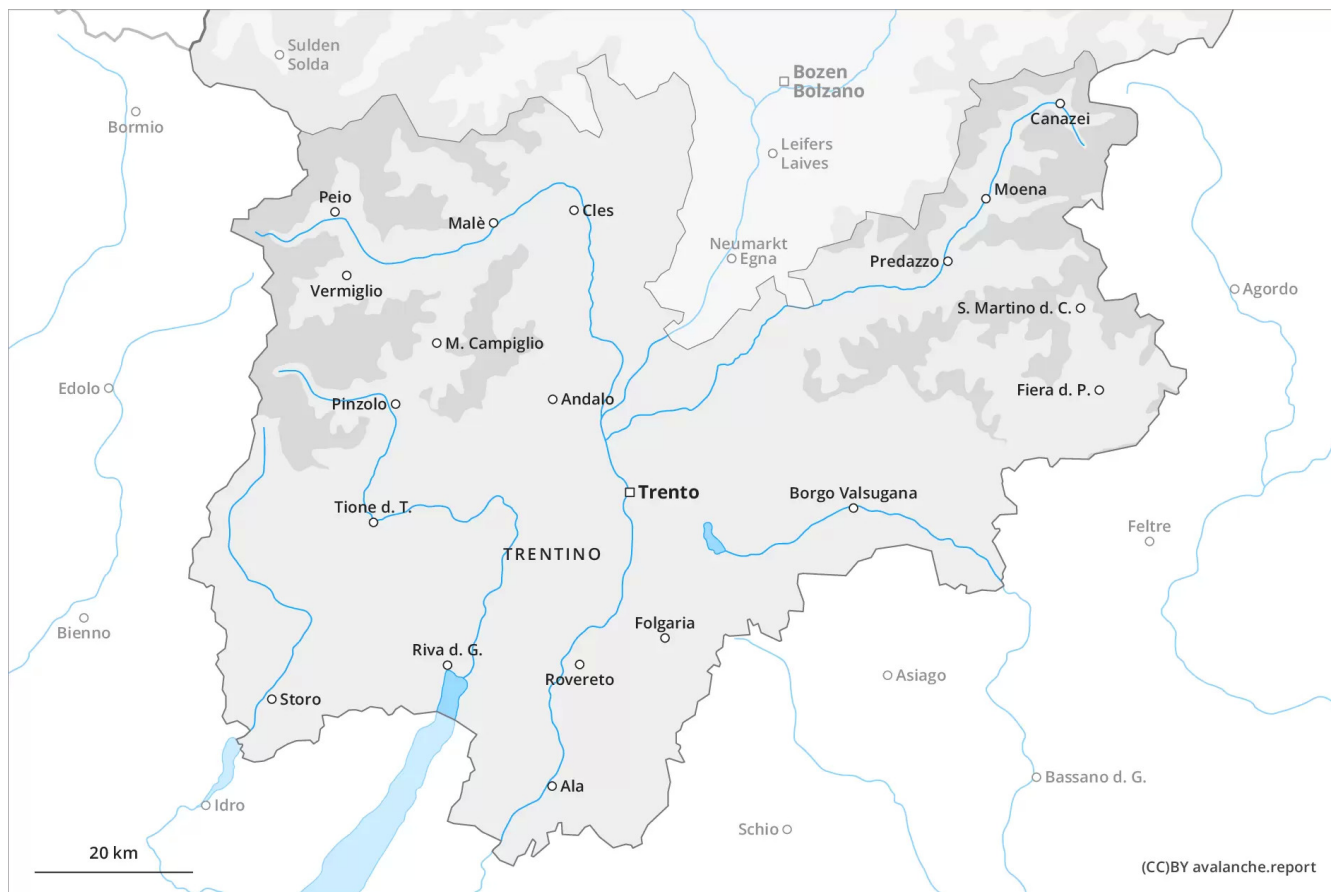 Sulden
Solda
Bozen
Bolzano
Bormio
Canazei
Leifers
Laives
Peio
Moena
Malè
Cles
Neumarkt
Egna
Predazzo
Vermiglio
Agordo
S. Martino d. C.
M. Campiglio
Edolo
Fiera d. P.
Pinzolo
Andalo
Trento
Borgo Valsugana
Tione d. T.
Feltre
TRENTINO
Bienno
Folgaria
Riva d. G.
Rovereto
Asiago
Storo
Bassano d. G.
Ala
Idro
Schio
20 km
(CC)BY avalanche.report